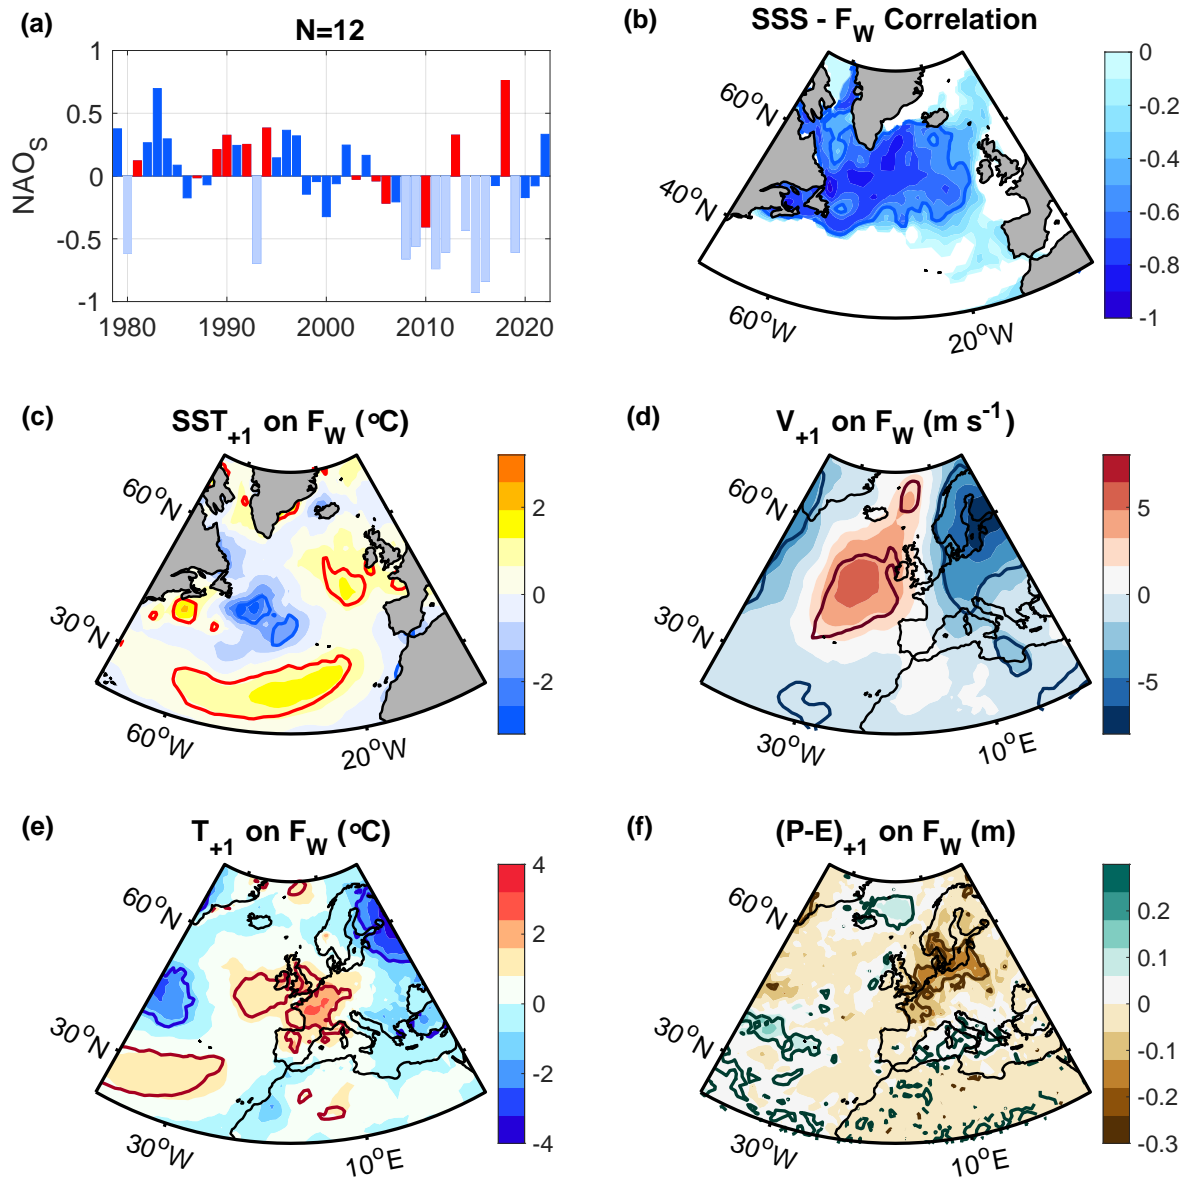 (a)
N=12
NAO_S
1
0.5
0
-0.5
-1
1980 1990 2000 2010 2020
(b)
SSS - F_W Correlation
60°N
40°N
60°W
20°W
0
-0.2
-0.4
-0.6
-0.8
-1
(c)
SST_+1 on F_W (°C)
60°N
30°N
60°W
20°W
2
0
-2
(d)
V_+1 on F_W (m s^-1)
60°N
30°N
30°W
10°E
5
0
-5
(e)
T_+1 on F_W (°C)
60°N
30°N
30°W
10°E
4
2
0
-2
-4
(f)
(P-E)_+1 on F_W (m)
60°N
30°N
30°W
10°E
0.2
0.1
0
-0.1
-0.2
-0.3